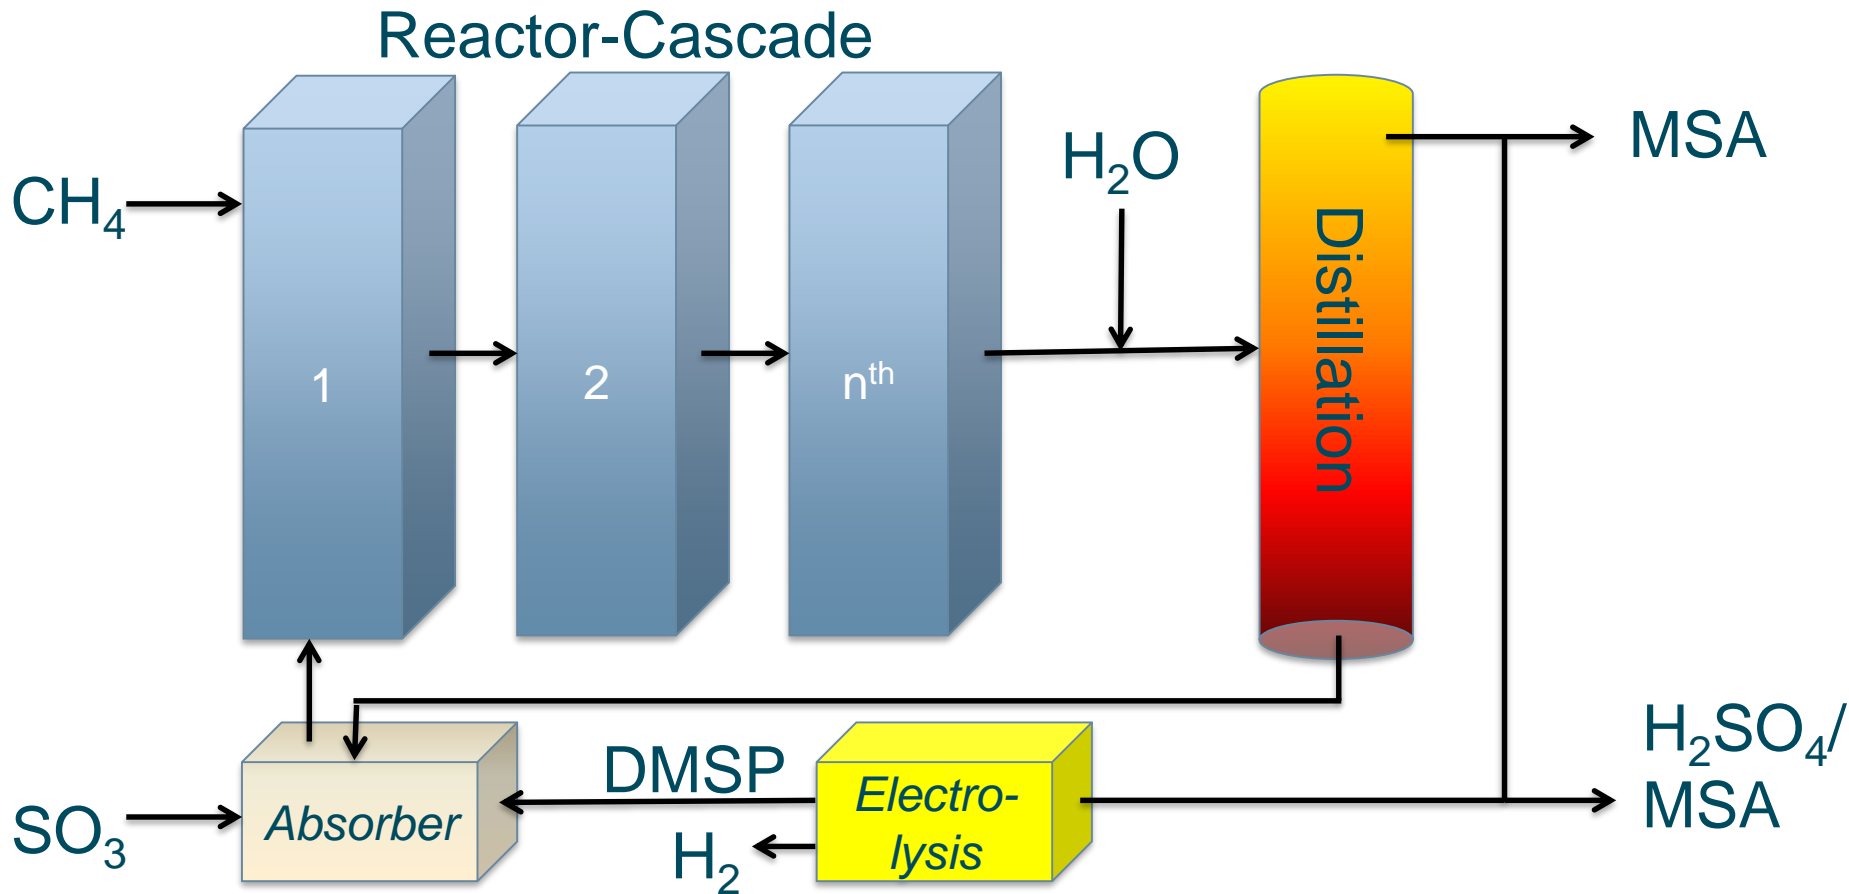 Reactor-Cascade
CH₄
1
2
nᵗʰ
H₂O
Distillation
MSA
SO₃
Absorber
DMSP
H₂
Electro-
lysis
H₂SO₄/
MSA